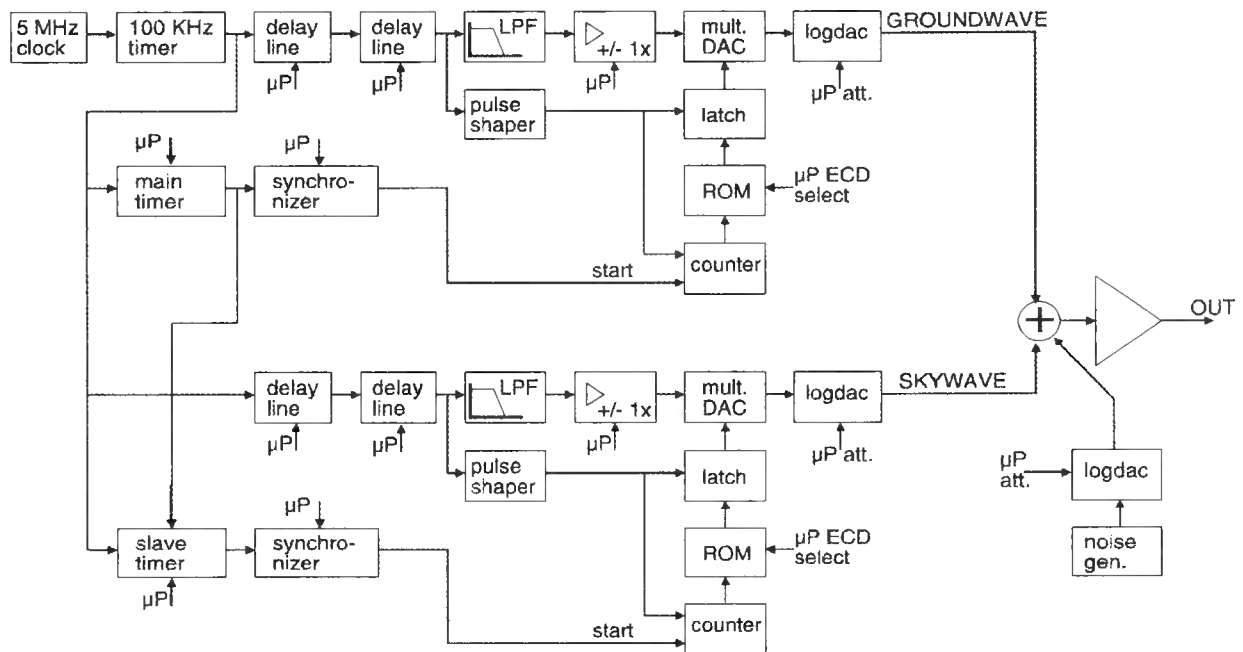 5 MHz
clock
100 KHz
timer
delay
line
delay
line
LPF
+/- 1x
mult.
DAC
logdac
GROUNDWAVE
µP
µP
µP
µP att.
pulse
shaper
latch
µP
µP
main
timer
synchro-
nizer
ROM
µP ECD
select
start
counter
OUT
+
delay
line
delay
line
LPF
+/- 1x
mult.
DAC
logdac
SKYWAVE
µP
µP
µP
µP att.
pulse
shaper
latch
µP
att.
logdac
µP
slave
timer
synchro-
nizer
ROM
µP ECD
select
noise
gen.
µP
start
counter